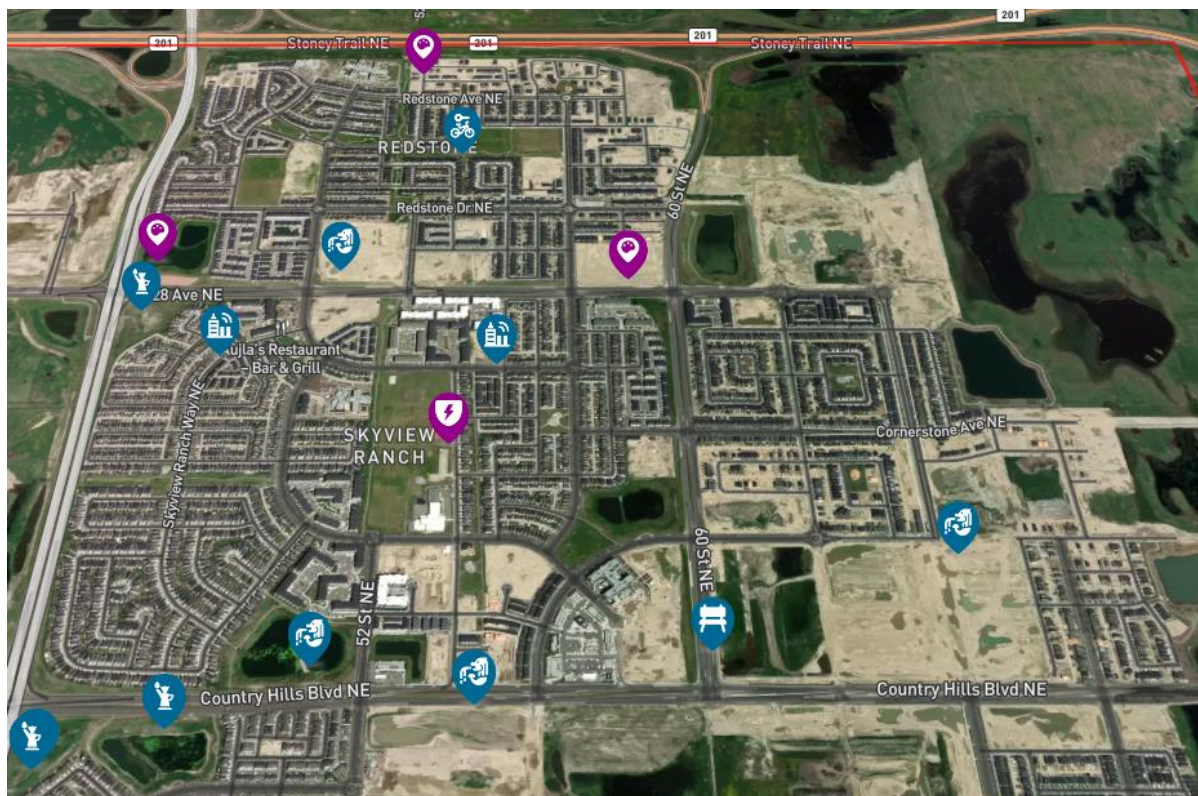 201
Stoney Trail NE
201
201
Stoney Trail NE
201
Redstone Ave NE
REDSTONE
60 St NE
Redstone Dr NE
28 Ave NE
Aujla's Restaurant
– Bar & Grill
Skyview Ranch Way NE
SKYVIEW
RANCH
Cornerstone Ave NE
60 St NE
52 St NE
Country Hills Blvd NE
Country Hills Blvd NE